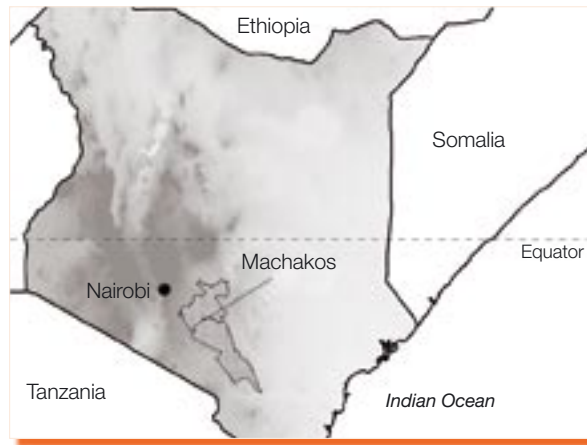 Ethiopia
Somalia
Equator
Machakos
Nairobi
Tanzania
Indian Ocean